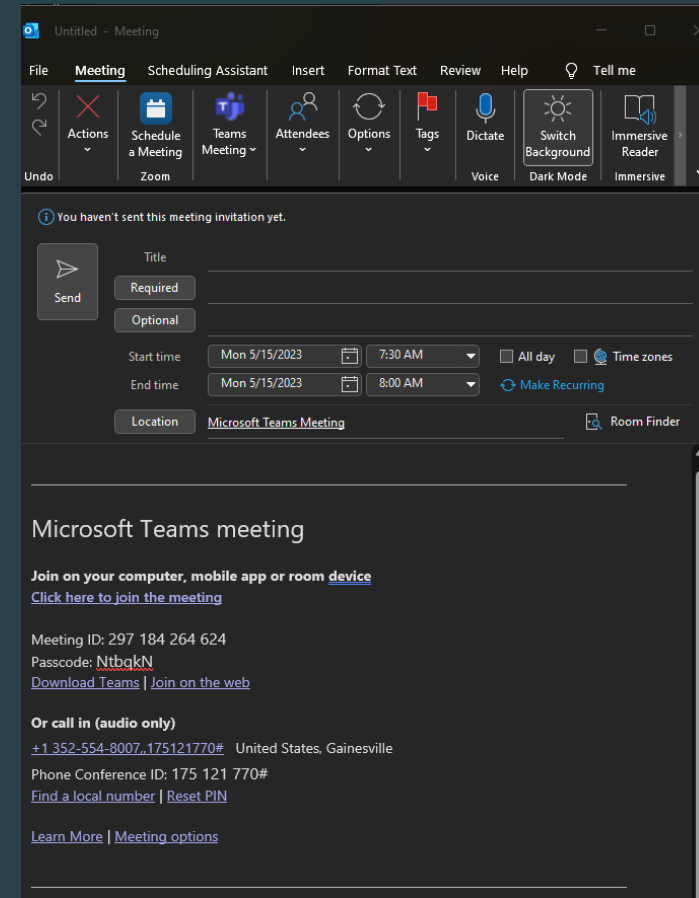 Untitled - Meeting
File Meeting Scheduling Assistant Insert Format Text Review Help Tell me
Actions Schedule a Meeting Teams Meeting Attendees Options Tags Dictate Switch Background Immersive Reader
Undo Zoom Voice Dark Mode Immersive
You haven't sent this meeting invitation yet.
Send
Title
Required
Optional
Start time Mon 5/15/2023 7:30 AM All day Time zones
End time Mon 5/15/2023 8:00 AM Make Recurring
Location Microsoft Teams Meeting Room Finder
Microsoft Teams meeting
Join on your computer, mobile app or room device
Click here to join the meeting
Meeting ID: 297 184 264 624
Passcode: NtbqkN
Download Teams | Join on the web
Or call in (audio only)
+1 352-554-8007,,175121770# United States, Gainesville
Phone Conference ID: 175 121 770#
Find a local number | Reset PIN
Learn More | Meeting options